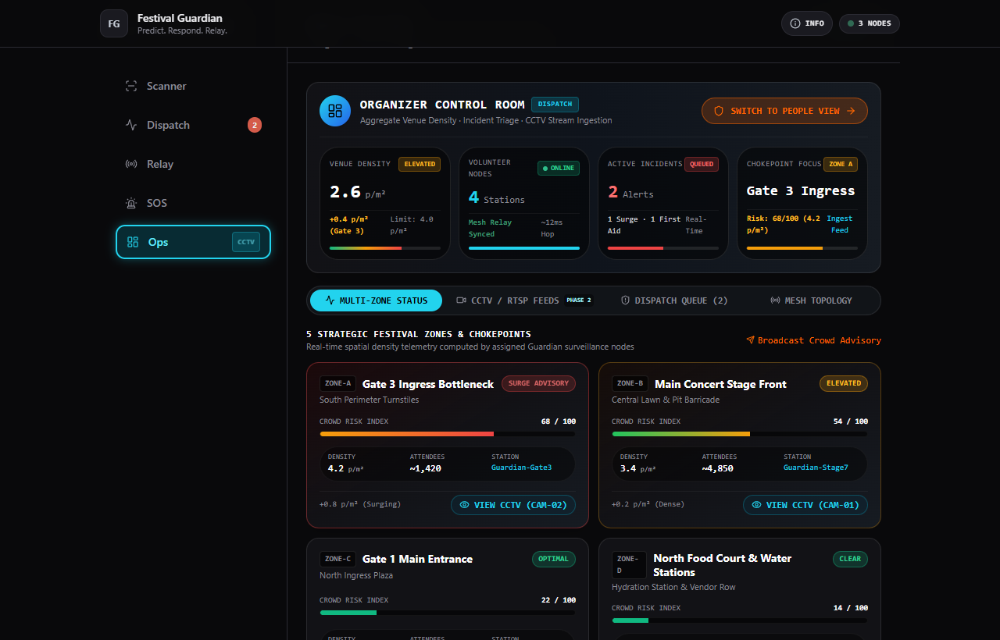 FG
Festival Guardian
Predict. Respond. Relay.
INFO
3 NODES
Scanner
Dispatch
2
Relay
SOS
Ops
CCTV
ORGANIZER CONTROL ROOM
DISPATCH
Aggregate Venue Density · Incident Triage · CCTV Stream Ingestion
SWITCH TO PEOPLE VIEW →
VENUE DENSITY
ELEVATED
2.6 p/m²
+0.4 p/m²
(Gate 3)
Limit: 4.0
p/m²
VOLUNTEER
NODES
ONLINE
4 Stations
Mesh Relay
Synced
~12ms
Hop
ACTIVE INCIDENTS
QUEUED
2 Alerts
1 Surge · 1 First
Aid
Real-
Time
CHOKEPOINT FOCUS
ZONE A
Gate 3 Ingress
Risk: 68/100 (4.2
p/m²)
Ingest
Feed
MULTI-ZONE STATUS
CCTV / RTSP FEEDS
PHASE 2
DISPATCH QUEUE (2)
MESH TOPOLOGY
5 STRATEGIC FESTIVAL ZONES & CHOKEPOINTS
Real-time spatial density telemetry computed by assigned Guardian surveillance nodes
Broadcast Crowd Advisory
ZONE-A
Gate 3 Ingress Bottleneck
SURGE ADVISORY
South Perimeter Turnstiles
CROWD RISK INDEX
68 / 100
DENSITY
4.2 p/m²
ATTENDEES
~1,420
STATION
Guardian-Gate3
+0.8 p/m² (Surging)
VIEW CCTV (CAM-02)
ZONE-B
Main Concert Stage Front
ELEVATED
Central Lawn & Pit Barricade
CROWD RISK INDEX
54 / 100
DENSITY
3.4 p/m²
ATTENDEES
~4,850
STATION
Guardian-Stage7
+0.2 p/m² (Dense)
VIEW CCTV (CAM-01)
ZONE-C
Gate 1 Main Entrance
OPTIMAL
North Ingress Plaza
CROWD RISK INDEX
22 / 100
DENSITY
ATTENDEES
STATION
ZONE-
D
North Food Court & Water
Stations
CLEAR
Hydration Station & Vendor Row
CROWD RISK INDEX
14 / 100